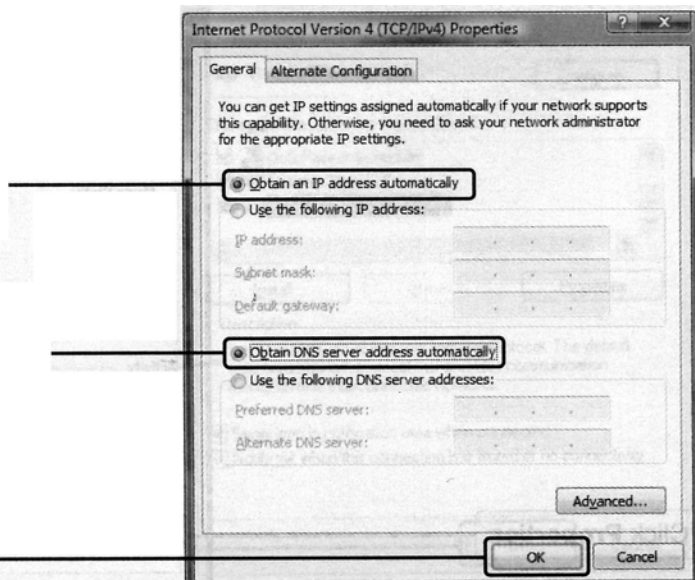 Internet Protocol Version 4 (TCP/IPv4) Properties
General
Alternate Configuration
You can get IP settings assigned automatically if your network supports
this capability. Otherwise, you need to ask your network administrator
for the appropriate IP settings.
Obtain an IP address automatically
Use the following IP address:
IP address:
Subnet mask:
Default gateway:
Obtain DNS server address automatically
Use the following DNS server addresses:
Preferred DNS server:
Alternate DNS server:
Advanced...
OK
Cancel